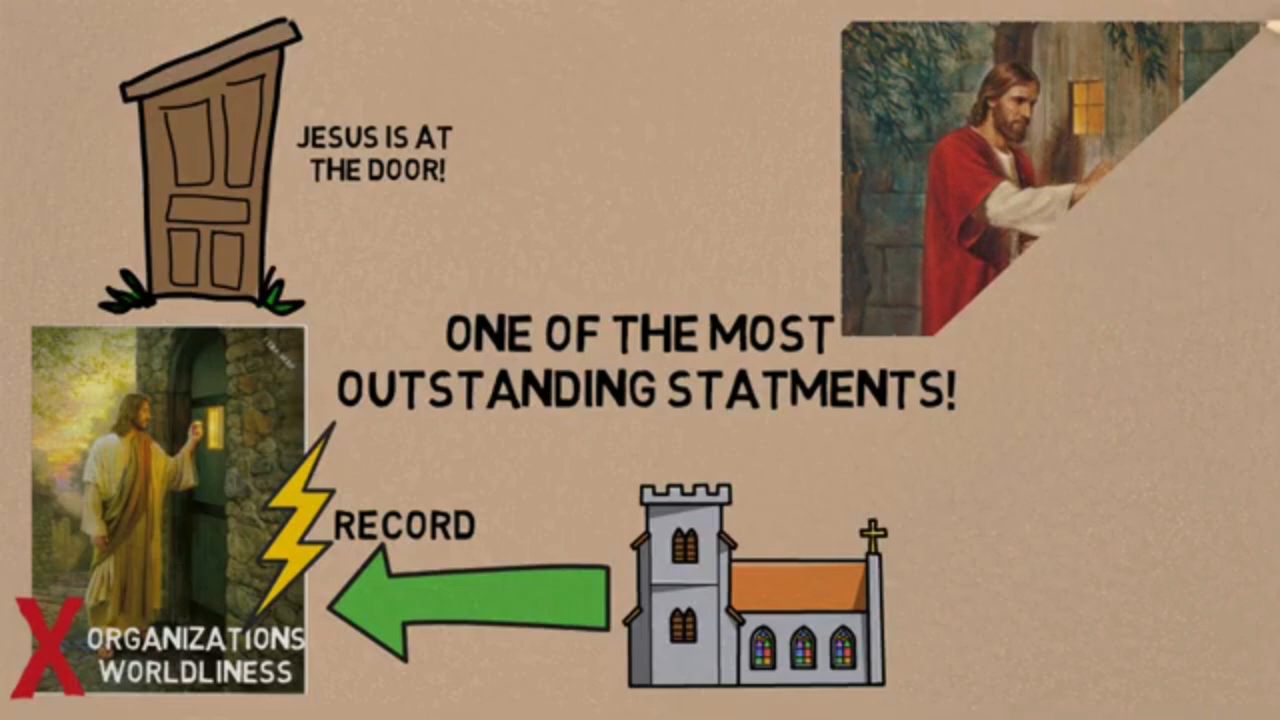 JESUS IS AT
THE DOOR!
ONE OF THE MOST
OUTSTANDING STATMENTS!
RECORD
X
ORGANIZATIONS
WORLDLINESS